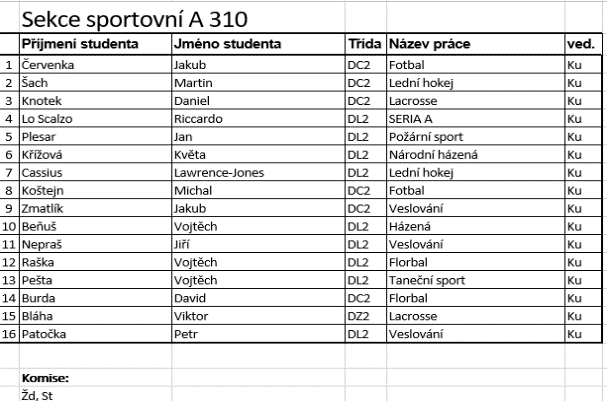 Sekce sportovní A 310
Příjmení studenta Jméno studenta Třída Název práce ved.
1 Červenka Jakub DC2 Fotbal Ku
2 Šach Martin DC2 Lední hokej Ku
3 Knotek Daniel DC2 Lacrosse Ku
4 Lo Scalzo Riccardo DL2 SERIA A Ku
5 Plesar Jan DL2 Požární sport Ku
6 Křížová Květa DL2 Národní házená Ku
7 Cassius Lawrence-Jones DL2 Lední hokej Ku
8 Koštejn Michal DC2 Fotbal Ku
9 Zmatlík Jakub DC2 Veslování Ku
10 Beňuš Vojtěch DL2 Házená Ku
11 Nepraš Jiří DL2 Veslování Ku
12 Raška Vojtěch DL2 Florbal Ku
13 Pešta Vojtěch DL2 Taneční sport Ku
14 Burda David DC2 Florbal Ku
15 Bláha Viktor DZ2 Lacrosse Ku
16 Patočka Petr DL2 Veslování Ku
Komise:
Žd, St